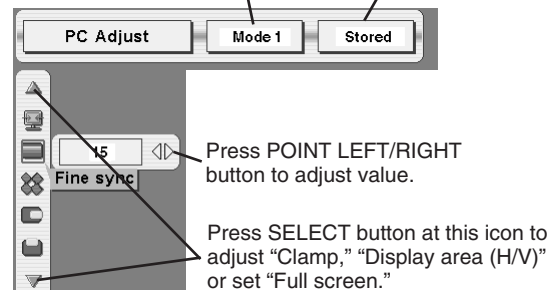 PC Adjust Mode 1 Stored
15
Fine sync
Press POINT LEFT/RIGHT
button to adjust value.
Press SELECT button at this icon to
adjust “Clamp,” “Display area (H/V)”
or set “Full screen.”